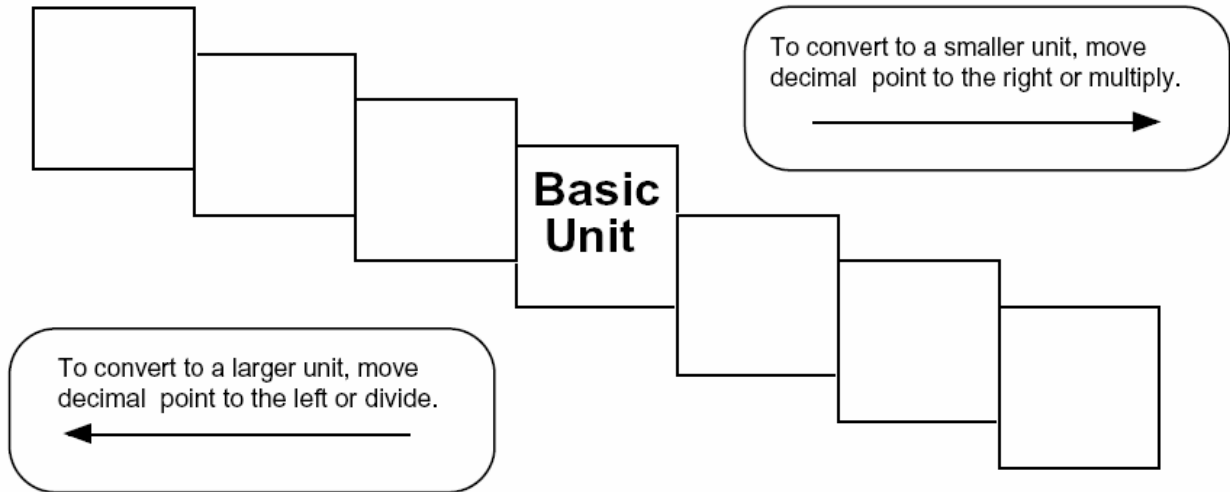 To convert to a smaller unit, move
decimal point to the right or multiply.
Basic
Unit
To convert to a larger unit, move
decimal point to the left or divide.